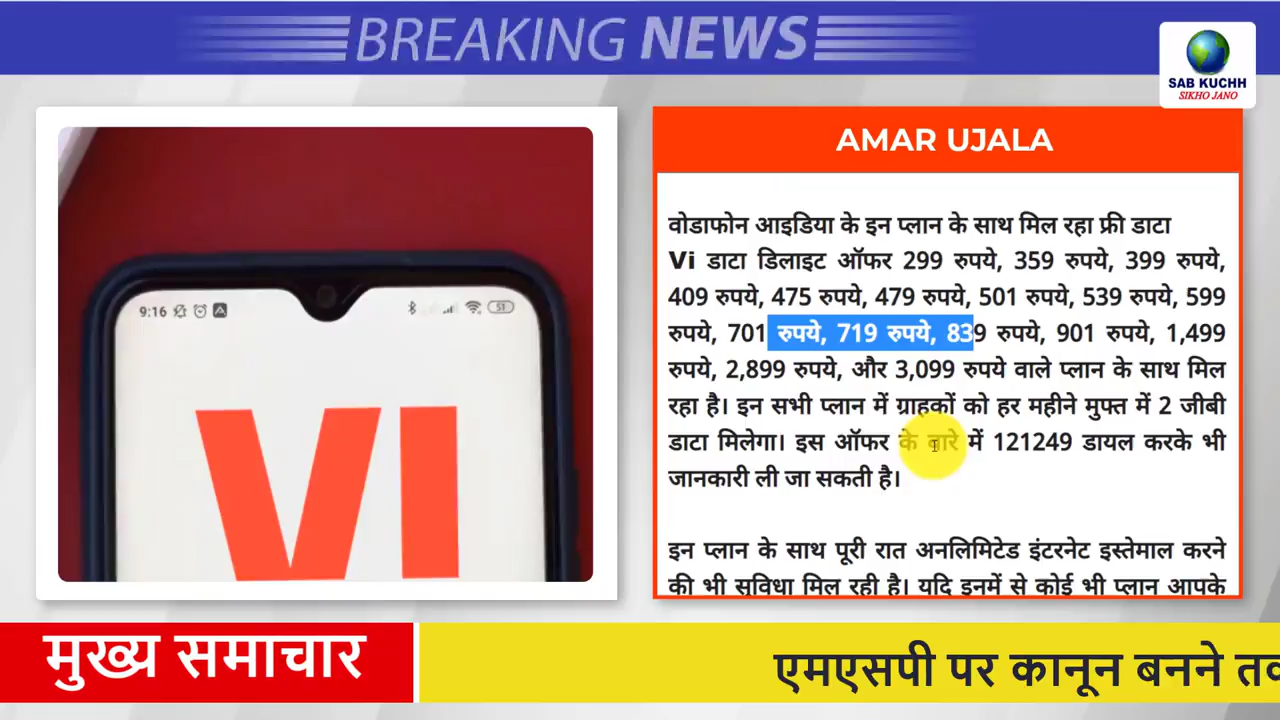 BREAKING NEWS
SAB KUCHH
SIKHO JANO
AMAR UJALA
9:16
51
VI
वोडाफोन आइडिया के इन प्लान के साथ मिल रहा फ्री डाटा
Vi डाटा डिलाइट ऑफर 299 रुपये, 359 रुपये, 399 रुपये,
409 रुपये, 475 रुपये, 479 रुपये, 501 रुपये, 539 रुपये, 599
रुपये, 701 रुपये, 719 रुपये, 839 रुपये, 901 रुपये, 1,499
रुपये, 2,899 रुपये, और 3,099 रुपये वाले प्लान के साथ मिल
रहा है। इन सभी प्लान में ग्राहकों को हर महीने मुफ्त में 2 जीबी
डाटा मिलेगा। इस ऑफर के बारे में 121249 डायल करके भी
जानकारी ली जा सकती है।
इन प्लान के साथ पूरी रात अनलिमिटेड इंटरनेट इस्तेमाल करने
की भी सुविधा मिल रही है। यदि इनमें से कोई भी प्लान आपके
मुख्य समाचार
एमएसपी पर कानून बनने तक